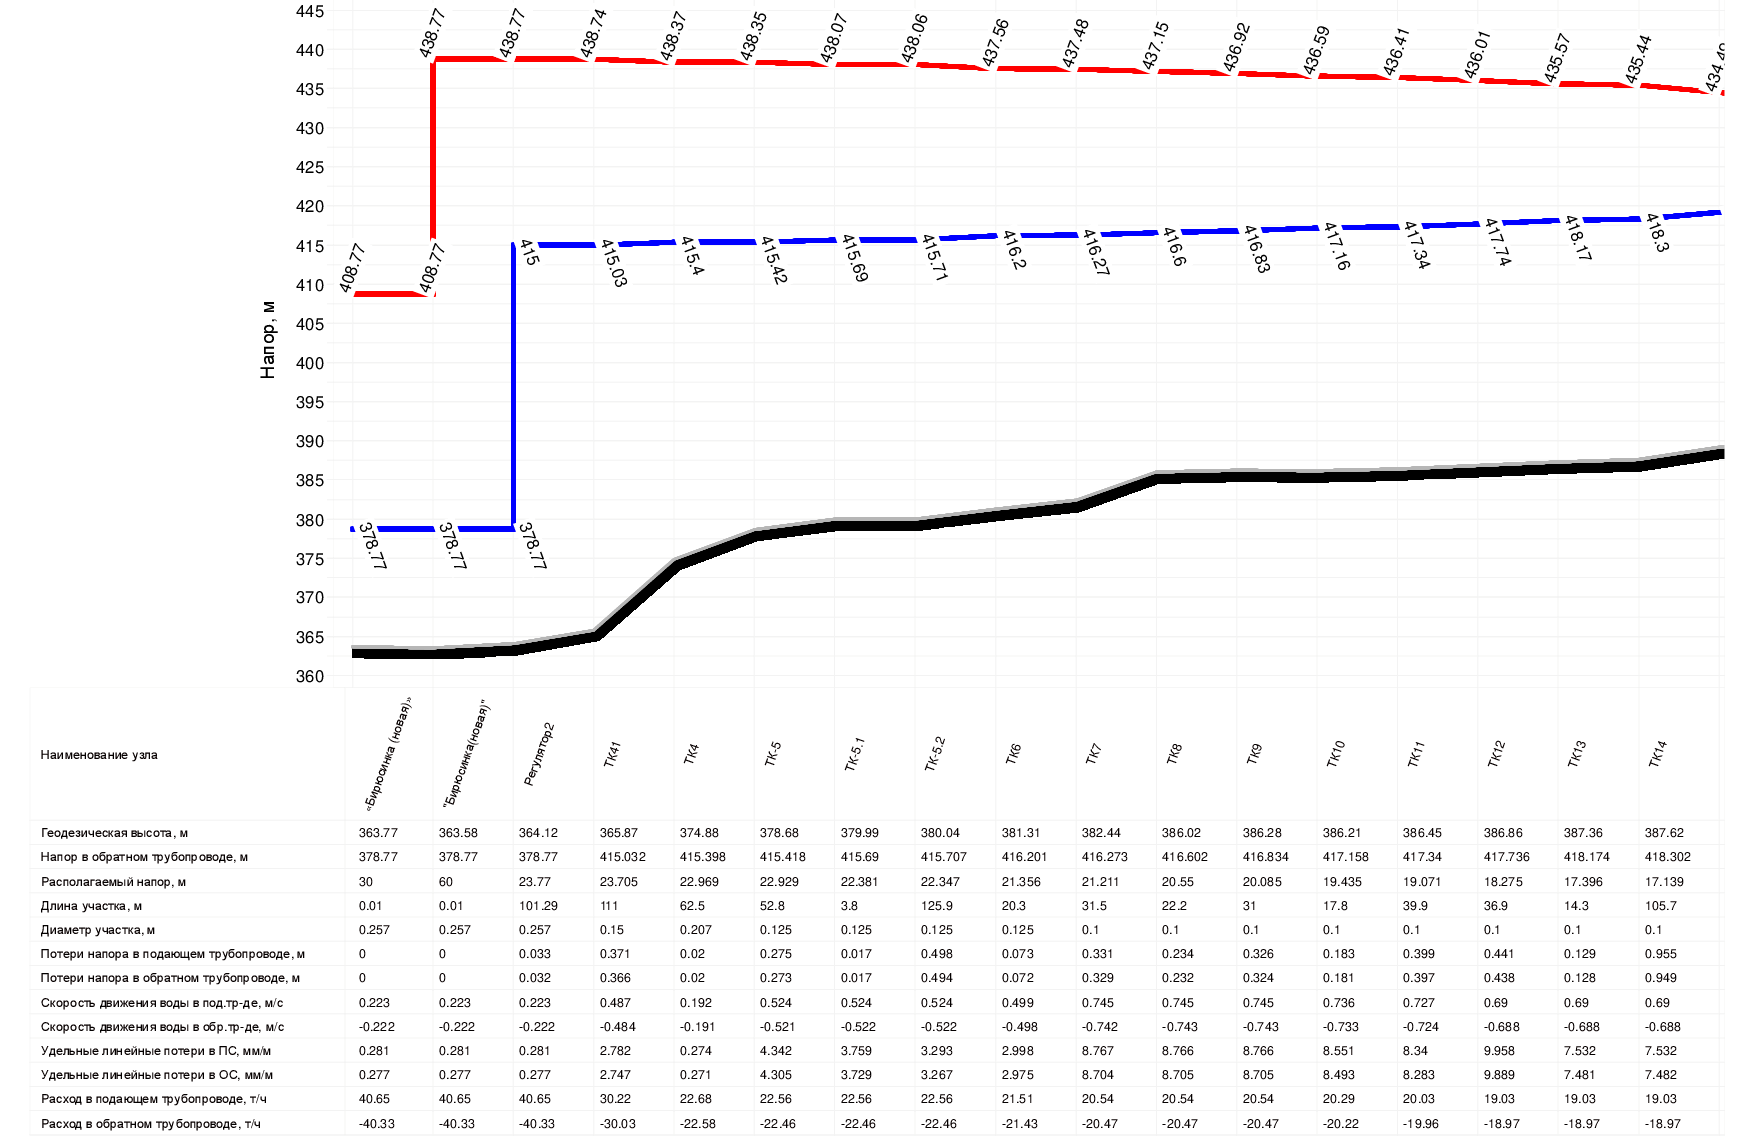 445
440
435
430
425
420
415
410
405
400
395
390
385
380
375
370
365
360
Напор, м
438.77 438.77 438.74 438.37 438.35 438.07 438.06 437.56 437.48 437.15 436.92 436.59 436.41 436.01 435.57 435.44
408.77 408.77
415 415.03 415.4 415.42 415.69 415.71 416.2 416.27 416.6 416.83 417.16 417.34 417.74 418.17 418.3
378.77 378.77 378.77
Наименование узла «Бирюсинка (новая)» "Бирюсинка(новая)" Регулятор2 ТК41 ТК4 ТК-5 ТК-5.1 ТК-5.2 ТК6 ТК7 ТК8 ТК9 ТК10 ТК11 ТК12 ТК13 ТК14
Геодезическая высота, м 363.77 363.58 364.12 365.87 374.88 378.68 379.99 380.04 381.31 382.44 386.02 386.28 386.21 386.45 386.86 387.36 387.62
Напор в обратном трубопроводе, м 378.77 378.77 378.77 415.032 415.398 415.418 415.69 415.707 416.201 416.273 416.602 416.834 417.158 417.34 417.736 418.174 418.302
Располагаемый напор, м 30 60 23.77 23.705 22.969 22.929 22.381 22.347 21.356 21.211 20.55 20.085 19.435 19.071 18.275 17.396 17.139
Длина участка, м 0.01 0.01 101.29 111 62.5 52.8 3.8 125.9 20.3 31.5 22.2 31 17.8 39.9 36.9 14.3 105.7
Диаметр участка, м 0.257 0.257 0.257 0.15 0.207 0.125 0.125 0.125 0.125 0.1 0.1 0.1 0.1 0.1 0.1 0.1 0.1
Потери напора в подающем трубопроводе, м 0 0 0.033 0.371 0.02 0.275 0.017 0.498 0.073 0.331 0.234 0.326 0.183 0.399 0.441 0.129 0.955
Потери напора в обратном трубопроводе, м 0 0 0.032 0.366 0.02 0.273 0.017 0.494 0.072 0.329 0.232 0.324 0.181 0.397 0.438 0.128 0.949
Скорость движения воды в под.тр-де, м/с 0.223 0.223 0.223 0.487 0.192 0.524 0.524 0.524 0.499 0.745 0.745 0.745 0.736 0.727 0.69 0.69 0.69
Скорость движения воды в обр.тр-де, м/с -0.222 -0.222 -0.222 -0.484 -0.191 -0.521 -0.522 -0.522 -0.498 -0.742 -0.743 -0.743 -0.733 -0.724 -0.688 -0.688 -0.688
Удельные линейные потери в ПС, мм/м 0.281 0.281 0.281 2.782 0.274 4.342 3.759 3.293 2.998 8.767 8.766 8.766 8.551 8.34 9.958 7.532 7.532
Удельные линейные потери в ОС, мм/м 0.277 0.277 0.277 2.747 0.271 4.305 3.729 3.267 2.975 8.704 8.705 8.705 8.493 8.283 9.889 7.481 7.482
Расход в подающем трубопроводе, т/ч 40.65 40.65 40.65 30.22 22.68 22.56 22.56 22.56 21.51 20.54 20.54 20.54 20.29 20.03 19.03 19.03 19.03
Расход в обратном трубопроводе, т/ч -40.33 -40.33 -40.33 -30.03 -22.58 -22.46 -22.46 -22.46 -21.43 -20.47 -20.47 -20.47 -20.22 -19.96 -18.97 -18.97 -18.97